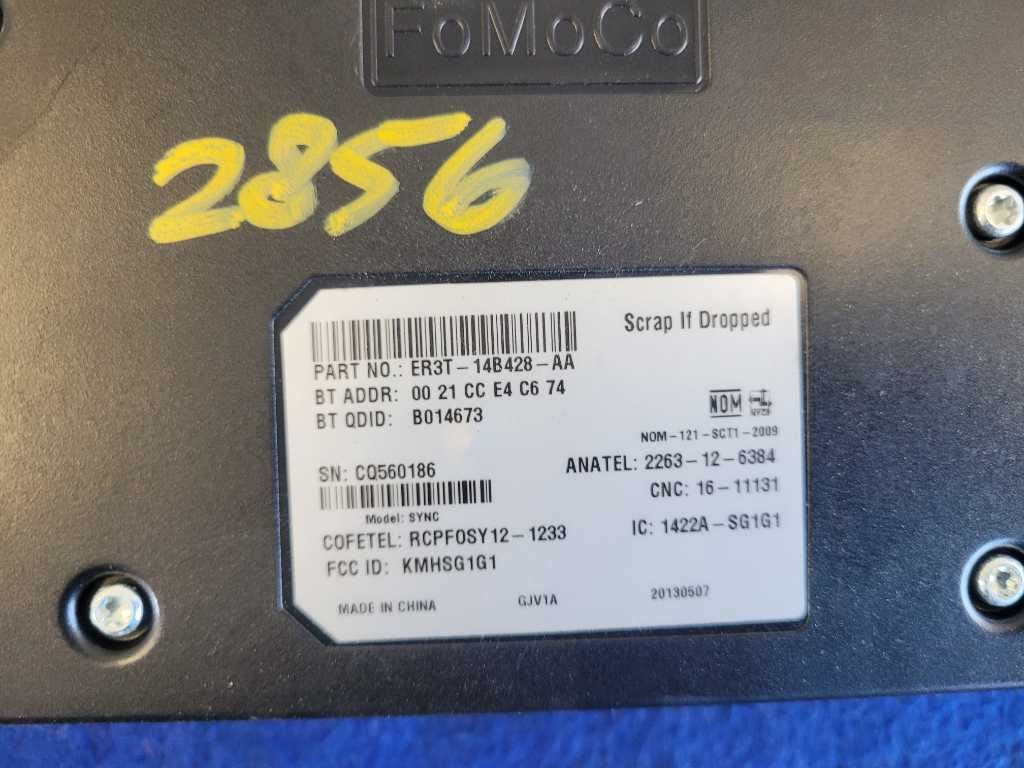 FoMoCo
2856
Scrap If Dropped
PART NO.: ER3T-14B428-AA
BT ADDR: 00 21 CC E4 C6 74
BT QDID: B014673
NOM
NOM-121-SCT1-2009
SN: CQ560186
ANATEL: 2263-12-6384
CNC: 16-11131
Model: SYNC
COFETEL: RCPFOSY12-1233
IC: 1422A-SG1G1
FCC ID: KMHSG1G1
MADE IN CHINA
GJV1A
20130507